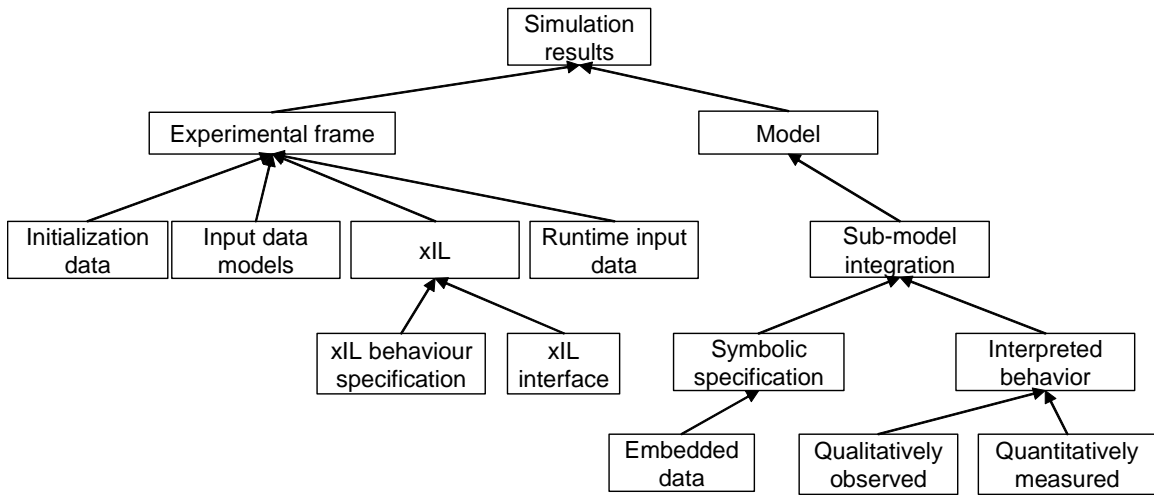 Simulation
results
Experimental frame
Model
Initialization
data
Input data
models
xIL
Runtime input
data
Sub-model
integration
xIL behaviour
specification
xIL
interface
Symbolic
specification
Interpreted
behavior
Embedded
data
Qualitatively
observed
Quantitatively
measured